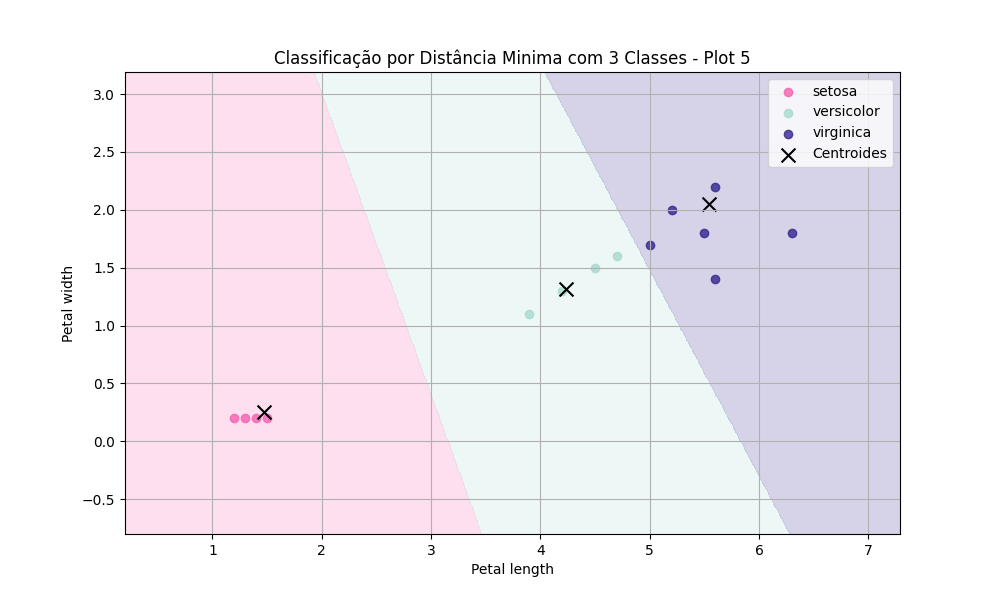 Classificação por Distância Minima com 3 Classes - Plot 5
setosa
versicolor
virginica
Centroides
Petal width
3.0
2.5
2.0
1.5
1.0
0.5
0.0
−0.5
1 2 3 4 5 6 7
Petal length